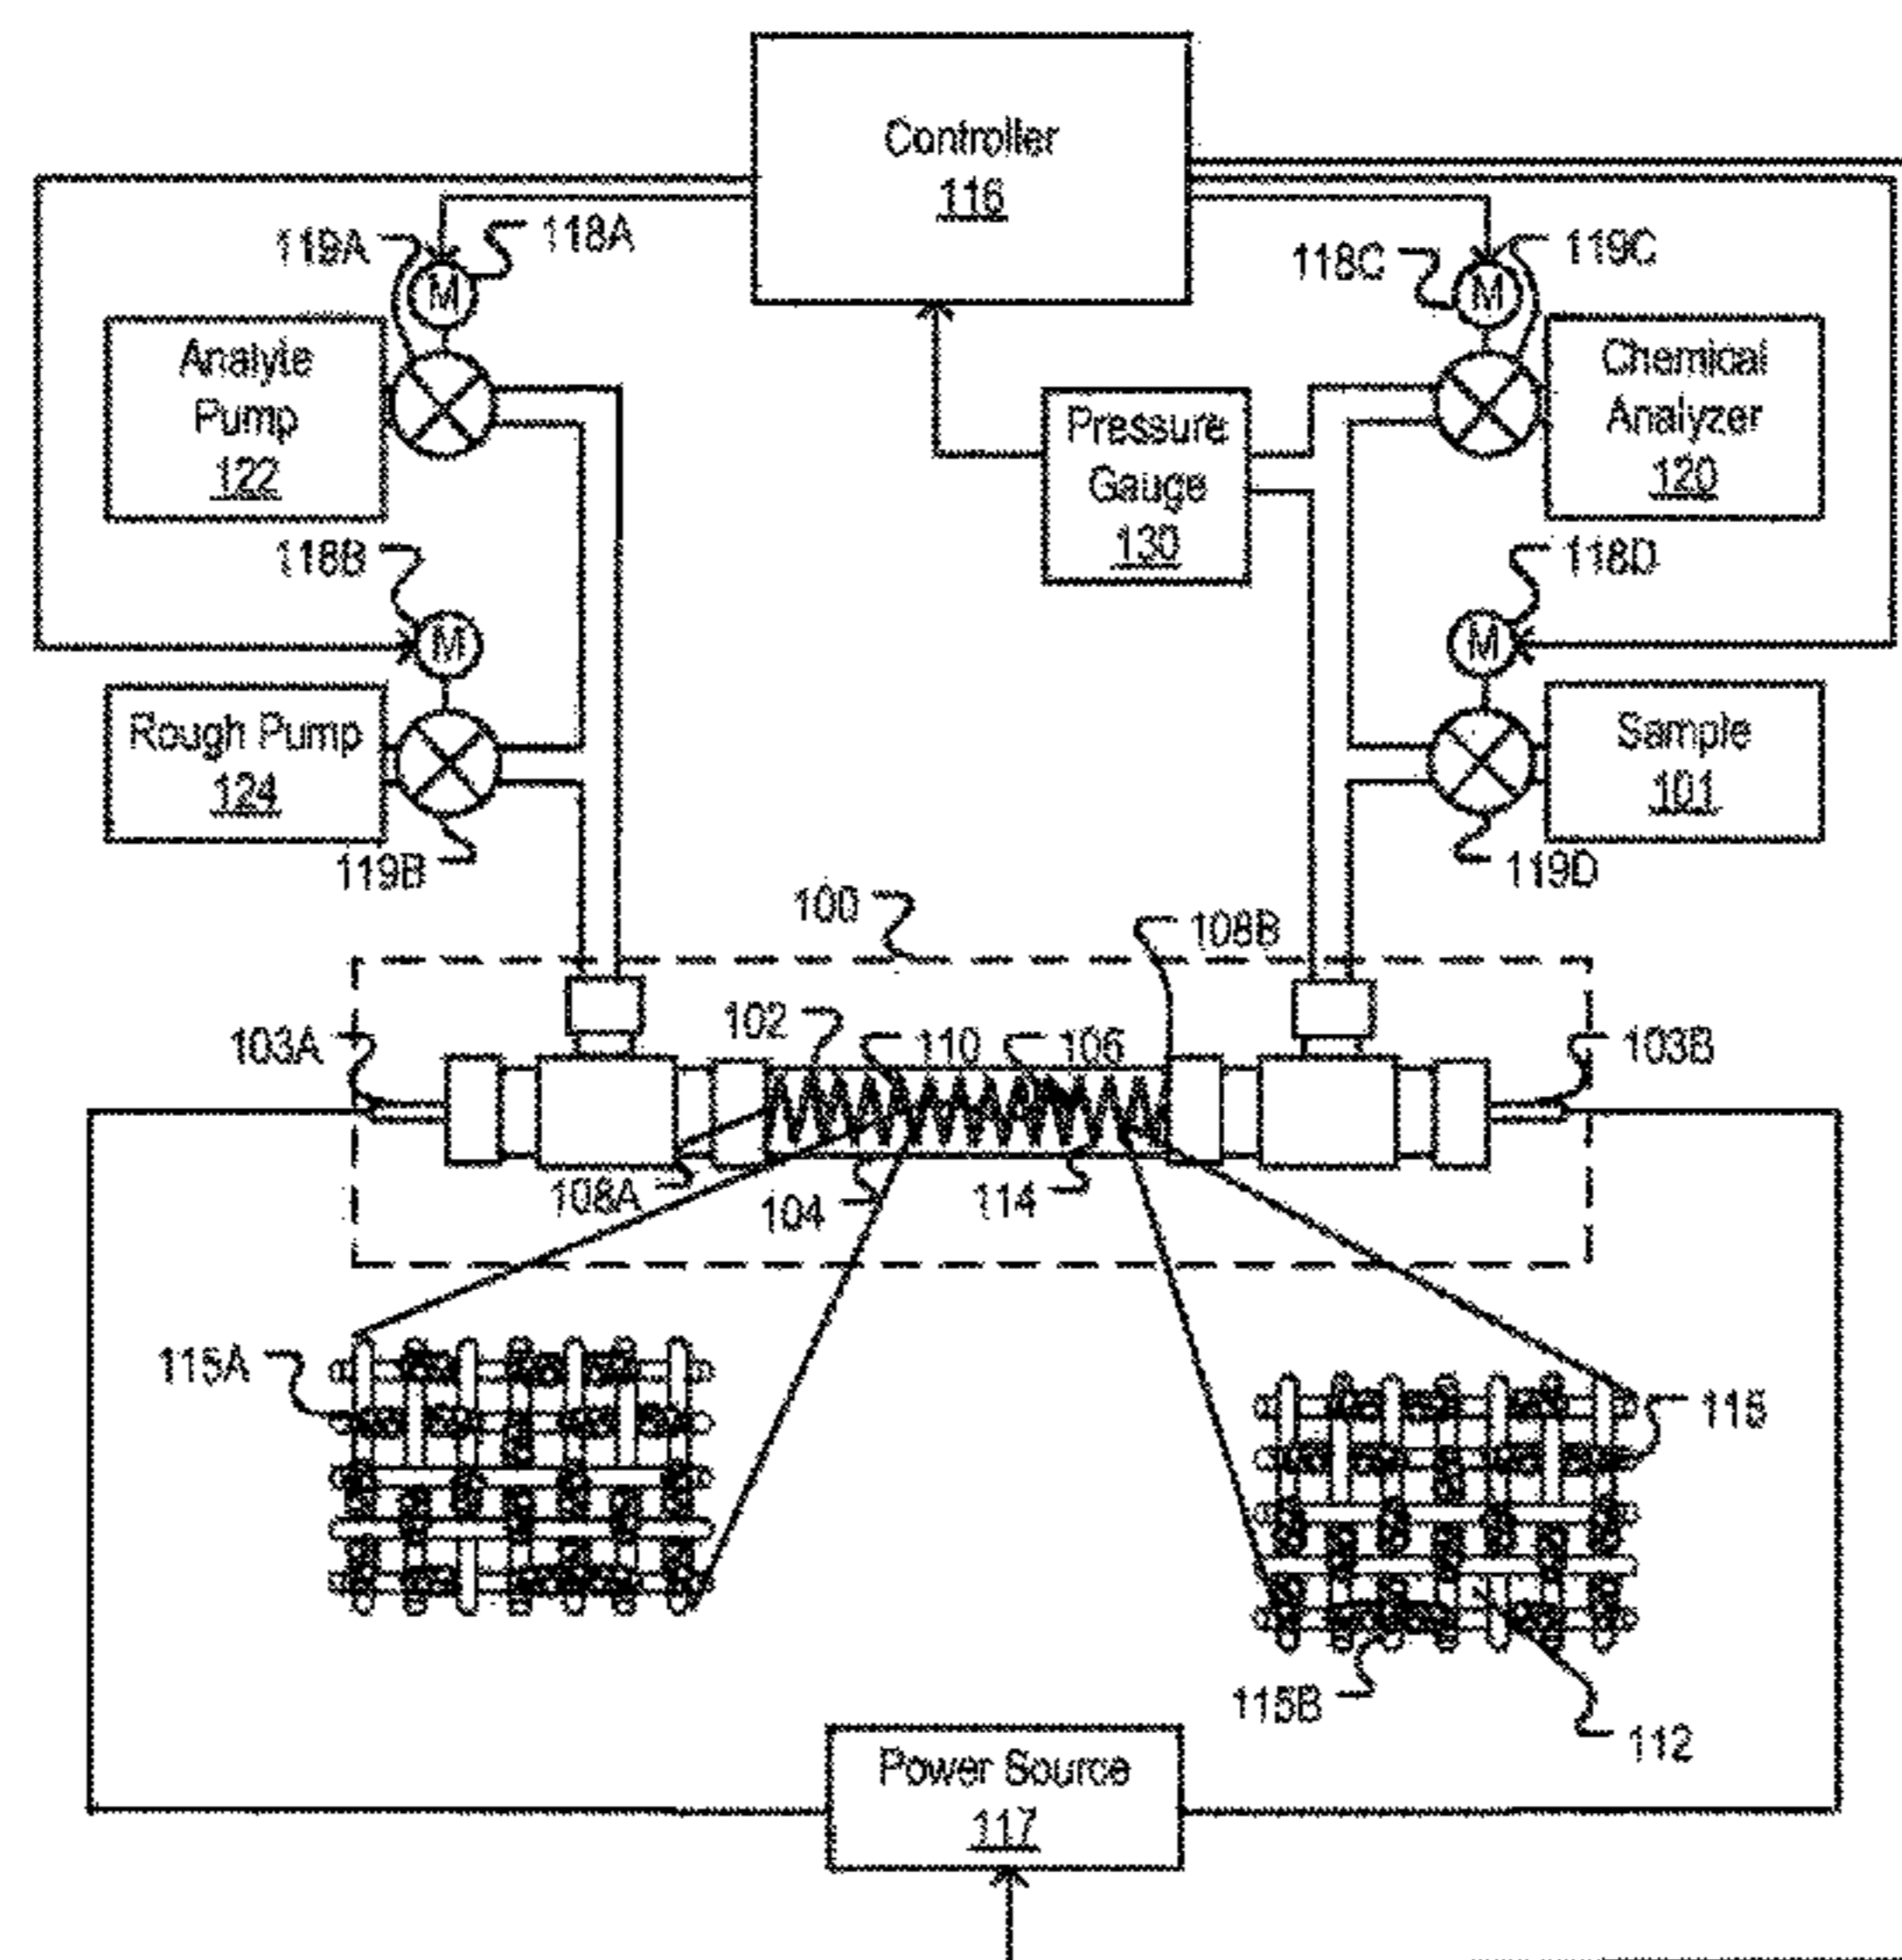 Controller
116
119A
118A
118C
119C
M
M
Analyte
Pump
122
Pressure
Gauge
130
Chemical
Analyzer
120
118B
118D
M
M
Rough Pump
124
Sample
101
119B
119D
100
108B
103A
102
110
106
103B
108A
104
114
115A
115
115B
112
Power Source
117